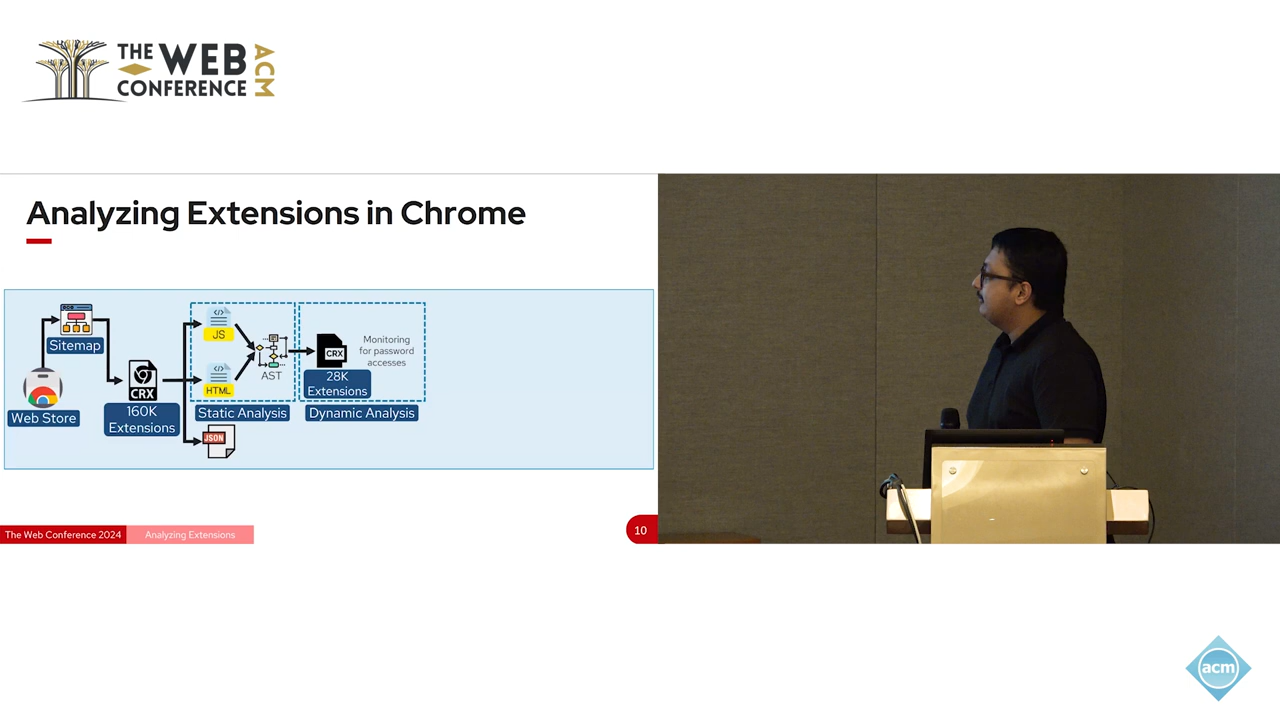 THE WEB
CONFERENCE
ACM
Analyzing Extensions in Chrome
Sitemap
Web Store
CRX
160K
Extensions
</>
JS
</>
HTML
AST
Static Analysis
JSON
CRX
28K
Extensions
Monitoring
for password
accesses
Dynamic Analysis
The Web Conference 2024
Analyzing Extensions
10
acm